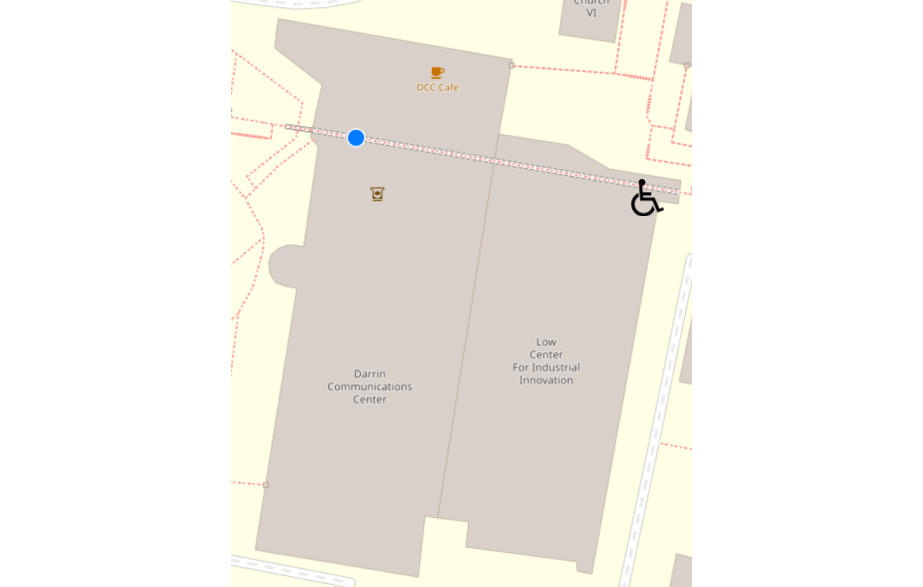 Church
VI
DCC Cafe
Low
Center
For Industrial
Innovation
Darrin
Communications
Center